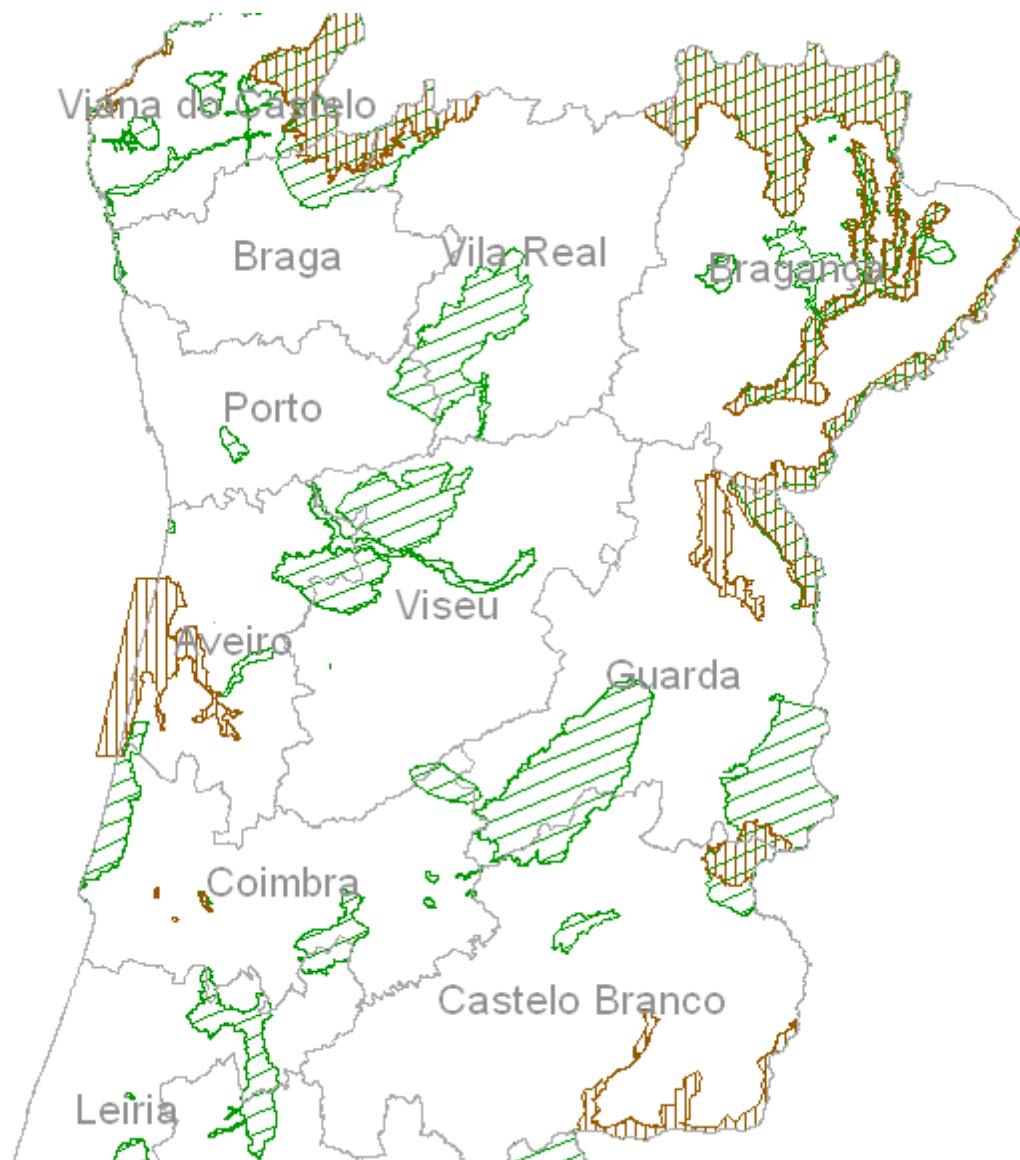 Viana do Castelo
Braga
Vila Real
Bragança
Porto
Viseu
Aveiro
Guarda
Coimbra
Castelo Branco
Leiria